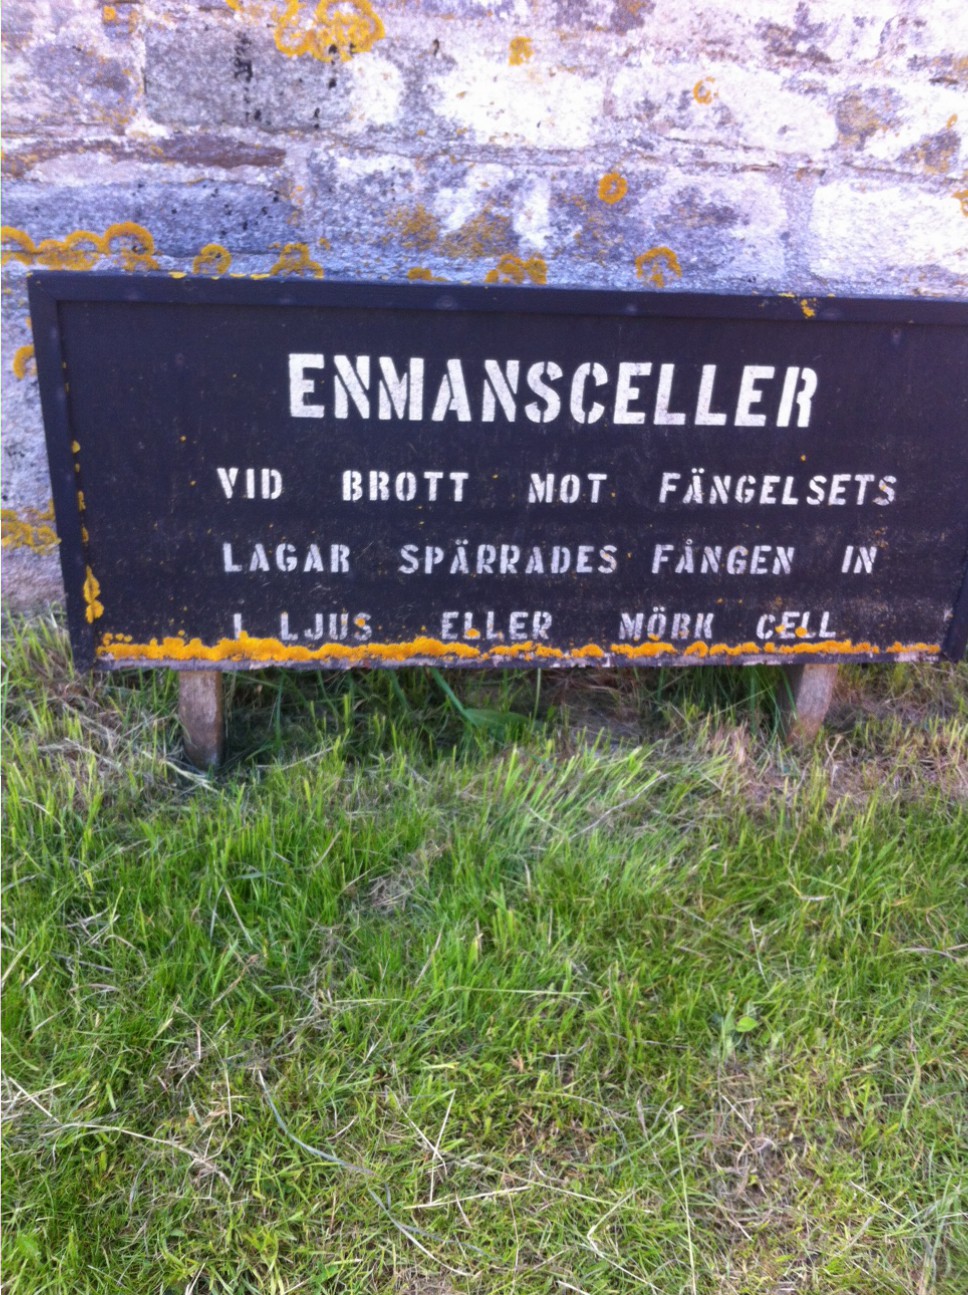 ENMANSCELLER
VID BROTT MOT FÄNGELSETS
LAGAR SPÄRRADES FÅNGEN IN
I LJUS ELLER MÖRK CELL